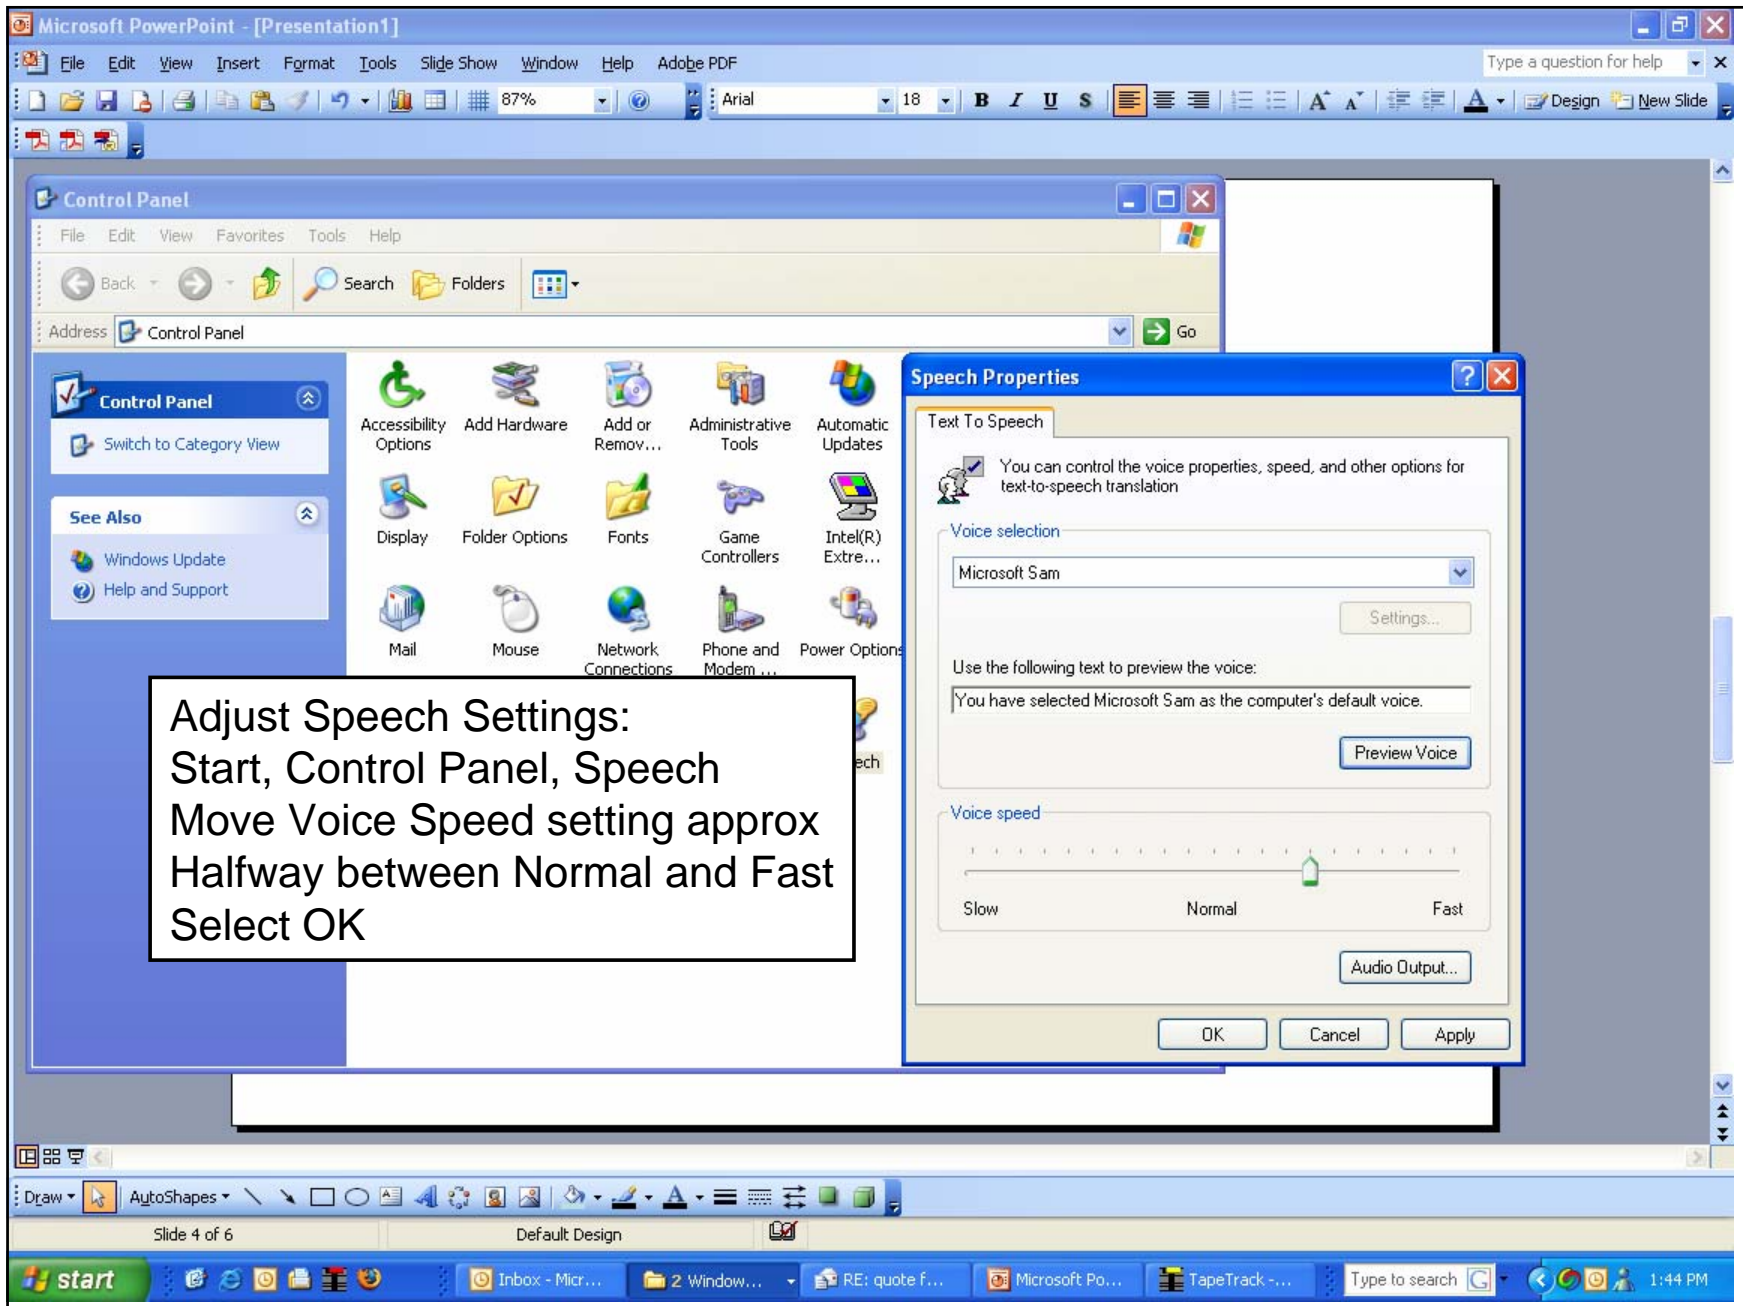 Microsoft PowerPoint - [Presentation1]
File Edit View Insert Format Tools Slide Show Window Help Adobe PDF Type a question for help
87% Arial 18 B I U S A A A Design New Slide
Control Panel
File Edit View Favorites Tools Help
Back Search Folders
Address Control Panel Go
Control Panel
Switch to Category View
See Also
Windows Update
Help and Support
Accessibility Options
Add Hardware
Add or Remov...
Administrative Tools
Automatic Updates
Display
Folder Options
Fonts
Game Controllers
Intel(R) Extre...
Mail
Mouse
Network Connections
Phone and Modem ...
Power Options
ech
Adjust Speech Settings:
Start, Control Panel, Speech
Move Voice Speed setting approx
Halfway between Normal and Fast
Select OK
Speech Properties
Text To Speech
You can control the voice properties, speed, and other options for
text-to-speech translation
Voice selection
Microsoft Sam
Settings...
Use the following text to preview the voice:
You have selected Microsoft Sam as the computer's default voice.
Preview Voice
Voice speed
Slow Normal Fast
Audio Output...
OK Cancel Apply
Draw AutoShapes A
Slide 4 of 6 Default Design
start Inbox - Micr... 2 Window... RE: quote f... Microsoft Po... TapeTrack -... Type to search G 1:44 PM